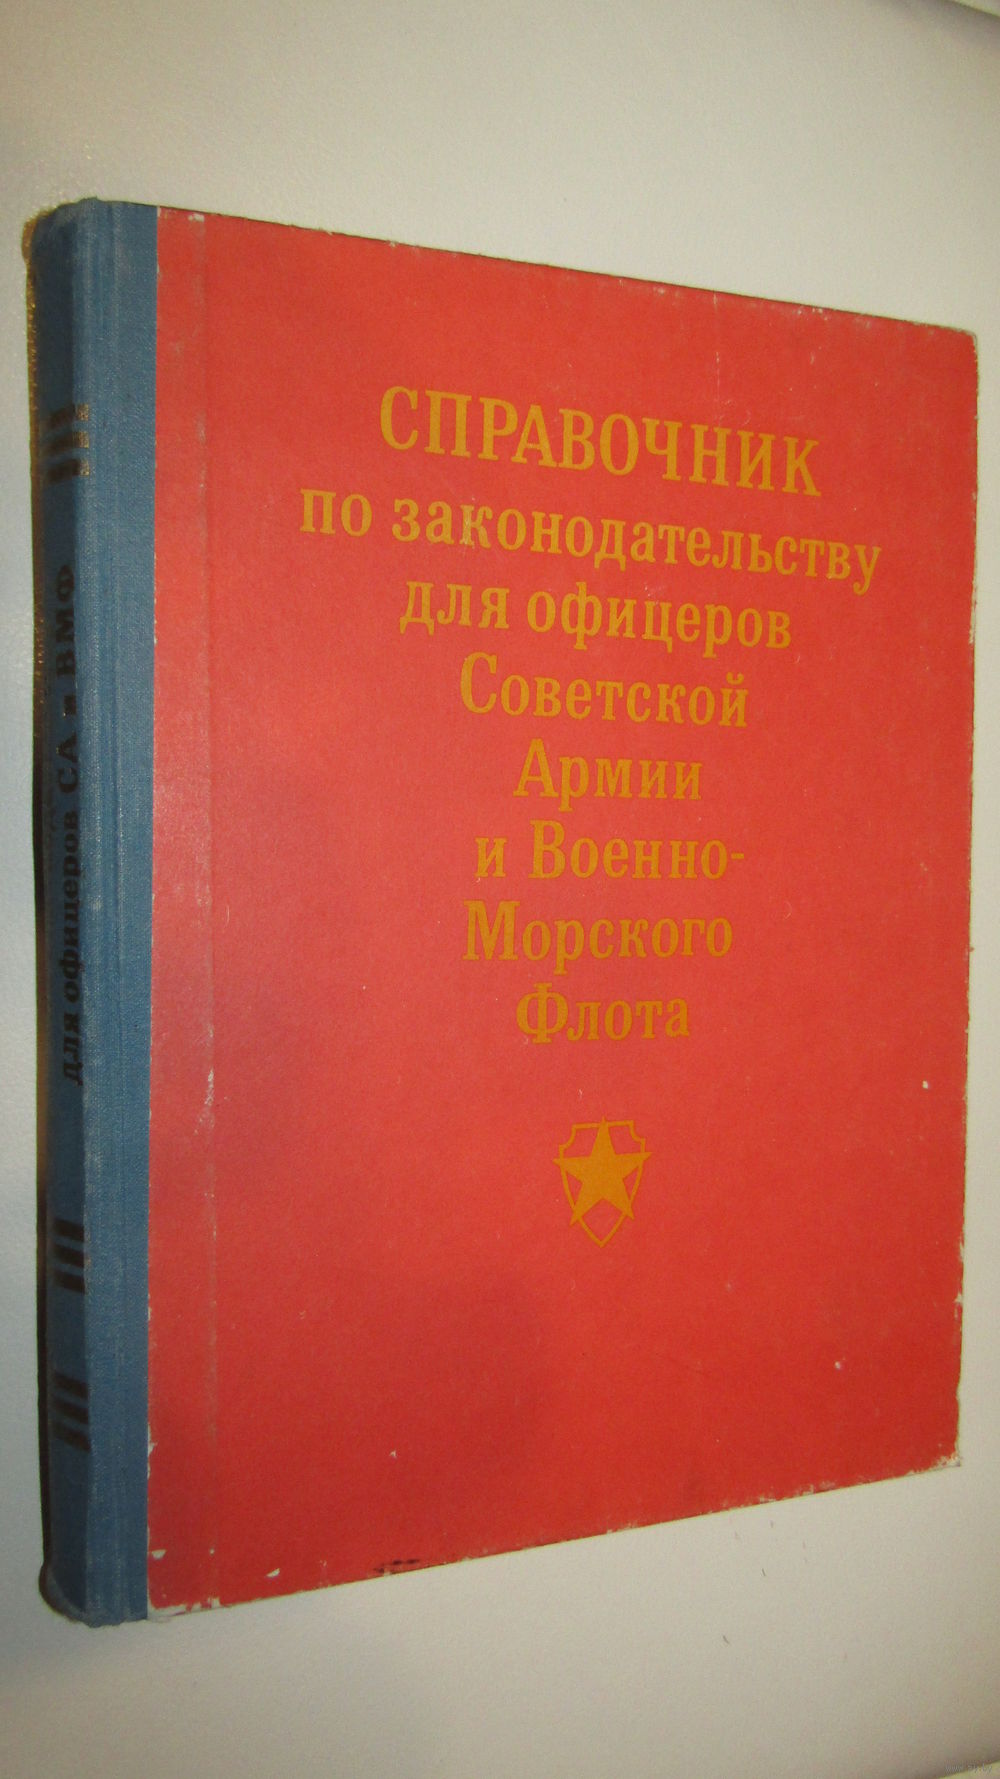 СПРАВОЧНИК
по законодательству
для офицеров
Советской
Армии
и Военно-
Морского
Флота
для офицеров СА и ВМФ